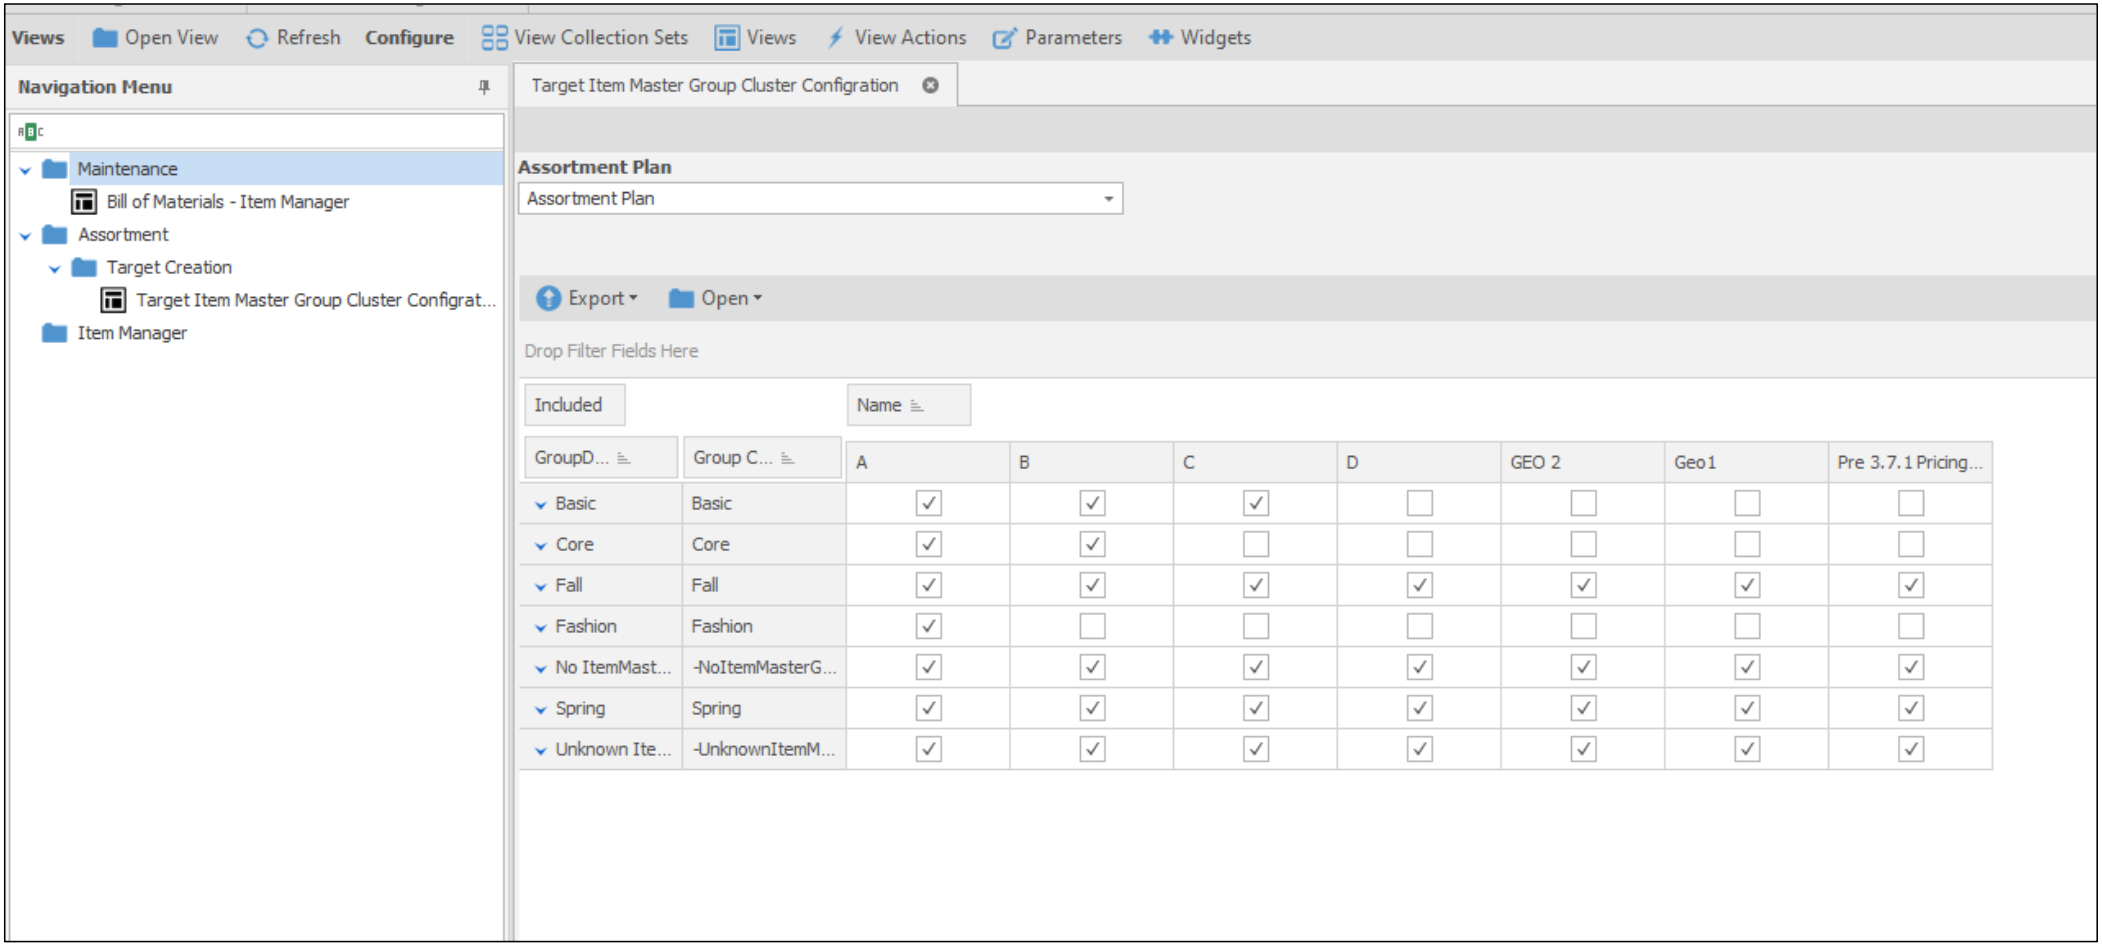 Views Open View Refresh Configure View Collection Sets Views View Actions Parameters Widgets
Navigation Menu
Target Item Master Group Cluster Configration
ABC
Maintenance
Bill of Materials - Item Manager
Assortment
Target Creation
Target Item Master Group Cluster Configrat...
Item Manager
Assortment Plan
Assortment Plan
Export Open
Drop Filter Fields Here
Included Name
GroupD... Group C... A B C D GEO 2 Geo1 Pre 3.7.1 Pricing...
Basic Basic
Core Core
Fall Fall
Fashion Fashion
No ItemMast... -NoItemMasterG...
Spring Spring
Unknown Ite... -UnknownItemM...